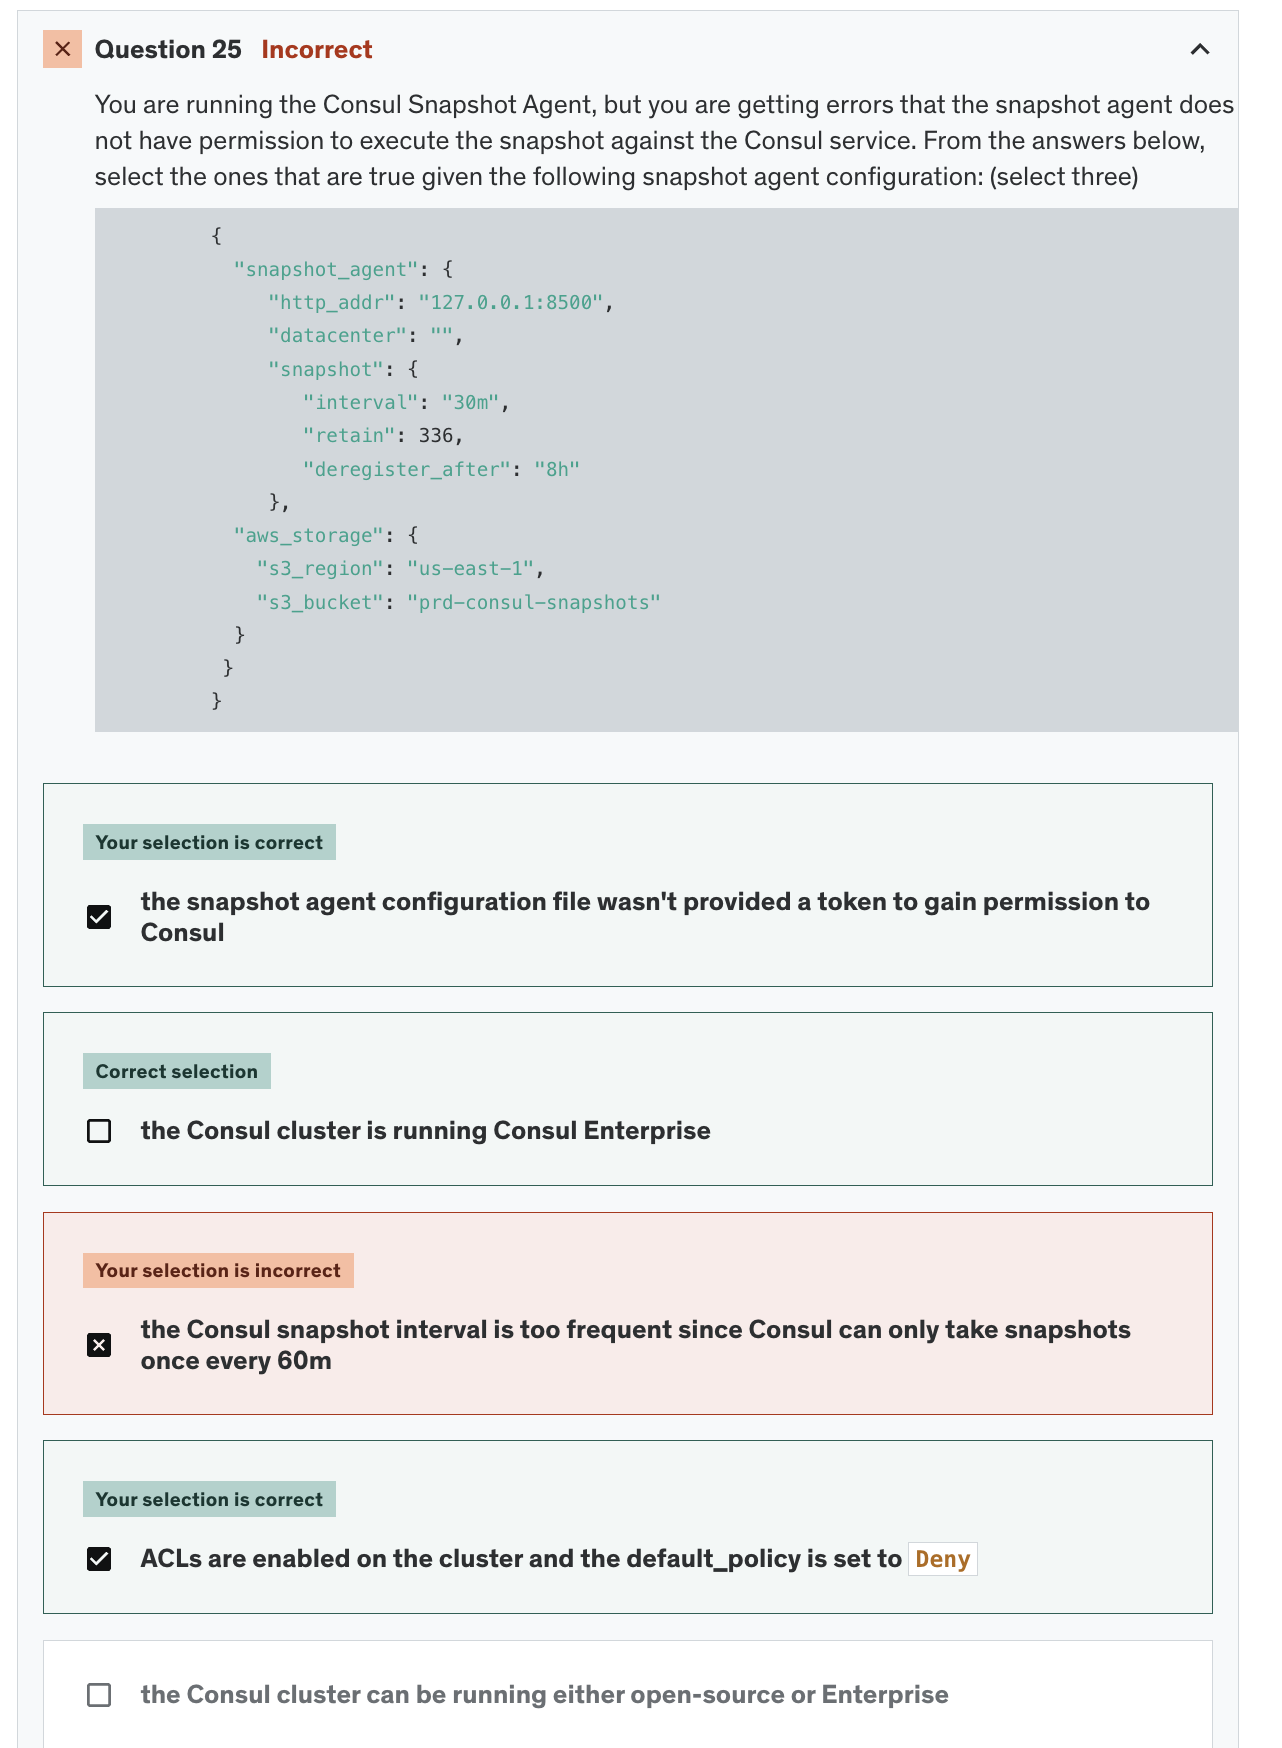 Question 25 Incorrect
You are running the Consul Snapshot Agent, but you are getting errors that the snapshot agent does
not have permission to execute the snapshot against the Consul service. From the answers below,
select the ones that are true given the following snapshot agent configuration: (select three)
{
"snapshot_agent": {
"http_addr": "127.0.0.1:8500",
"datacenter": "",
"snapshot": {
"interval": "30m",
"retain": 336,
"deregister_after": "8h"
},
"aws_storage": {
"s3_region": "us-east-1",
"s3_bucket": "prd-consul-snapshots"
}
}
}
Your selection is correct
the snapshot agent configuration file wasn't provided a token to gain permission to
Consul
Correct selection
the Consul cluster is running Consul Enterprise
Your selection is incorrect
the Consul snapshot interval is too frequent since Consul can only take snapshots
once every 60m
Your selection is correct
ACLs are enabled on the cluster and the default_policy is set to Deny
the Consul cluster can be running either open-source or Enterprise